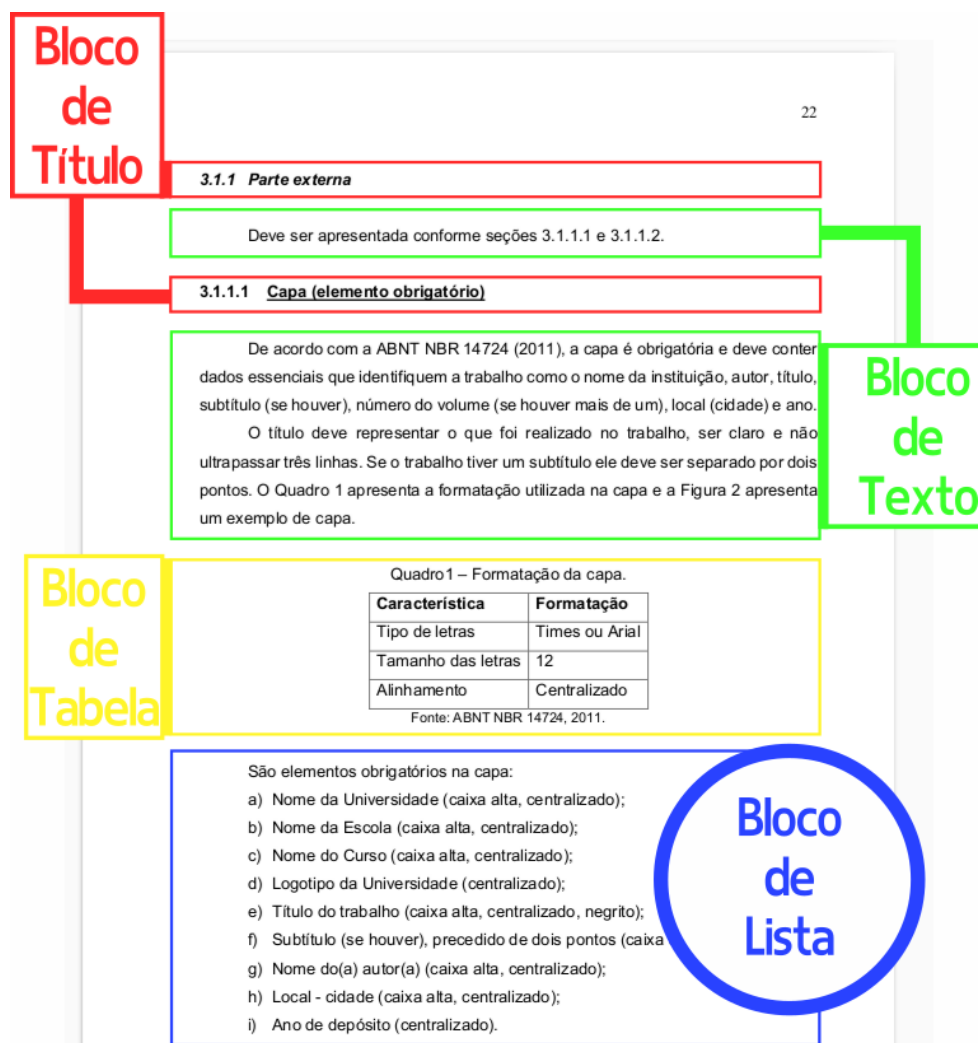 Bloco
de
Título
22
3.1.1 Parte externa
Deve ser apresentada conforme seções 3.1.1.1 e 3.1.1.2.
3.1.1.1 Capa (elemento obrigatório)
De acordo com a ABNT NBR 14724 (2011), a capa é obrigatória e deve conter
dados essenciais que identifiquem a trabalho como o nome da instituição, autor, título,
subtítulo (se houver), número do volume (se houver mais de um), local (cidade) e ano.
O título deve representar o que foi realizado no trabalho, ser claro e não
ultrapassar três linhas. Se o trabalho tiver um subtítulo ele deve ser separado por dois
pontos. O Quadro 1 apresenta a formatação utilizada na capa e a Figura 2 apresenta
um exemplo de capa.
Bloco
de
Texto
Bloco
de
Tabela
Quadro1 – Formatação da capa.
Característica Formatação
Tipo de letras Times ou Arial
Tamanho das letras 12
Alinhamento Centralizado
Fonte: ABNT NBR 14724, 2011.
São elementos obrigatórios na capa:
a) Nome da Universidade (caixa alta, centralizado);
b) Nome da Escola (caixa alta, centralizado);
c) Nome do Curso (caixa alta, centralizado);
d) Logotipo da Universidade (centralizado);
e) Título do trabalho (caixa alta, centralizado, negrito);
f) Subtítulo (se houver), precedido de dois pontos (caixa
g) Nome do(a) autor(a) (caixa alta, centralizado);
h) Local - cidade (caixa alta, centralizado);
i) Ano de depósito (centralizado).
Bloco
de
Lista